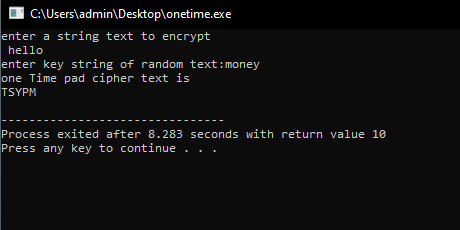 C:\Users\admin\Desktop\onetime.exe
enter a string text to encrypt
 hello
enter key string of random text:money
one Time pad cipher text is
TSYPM
--------------------------------
Process exited after 8.283 seconds with return value 10
Press any key to continue . . .